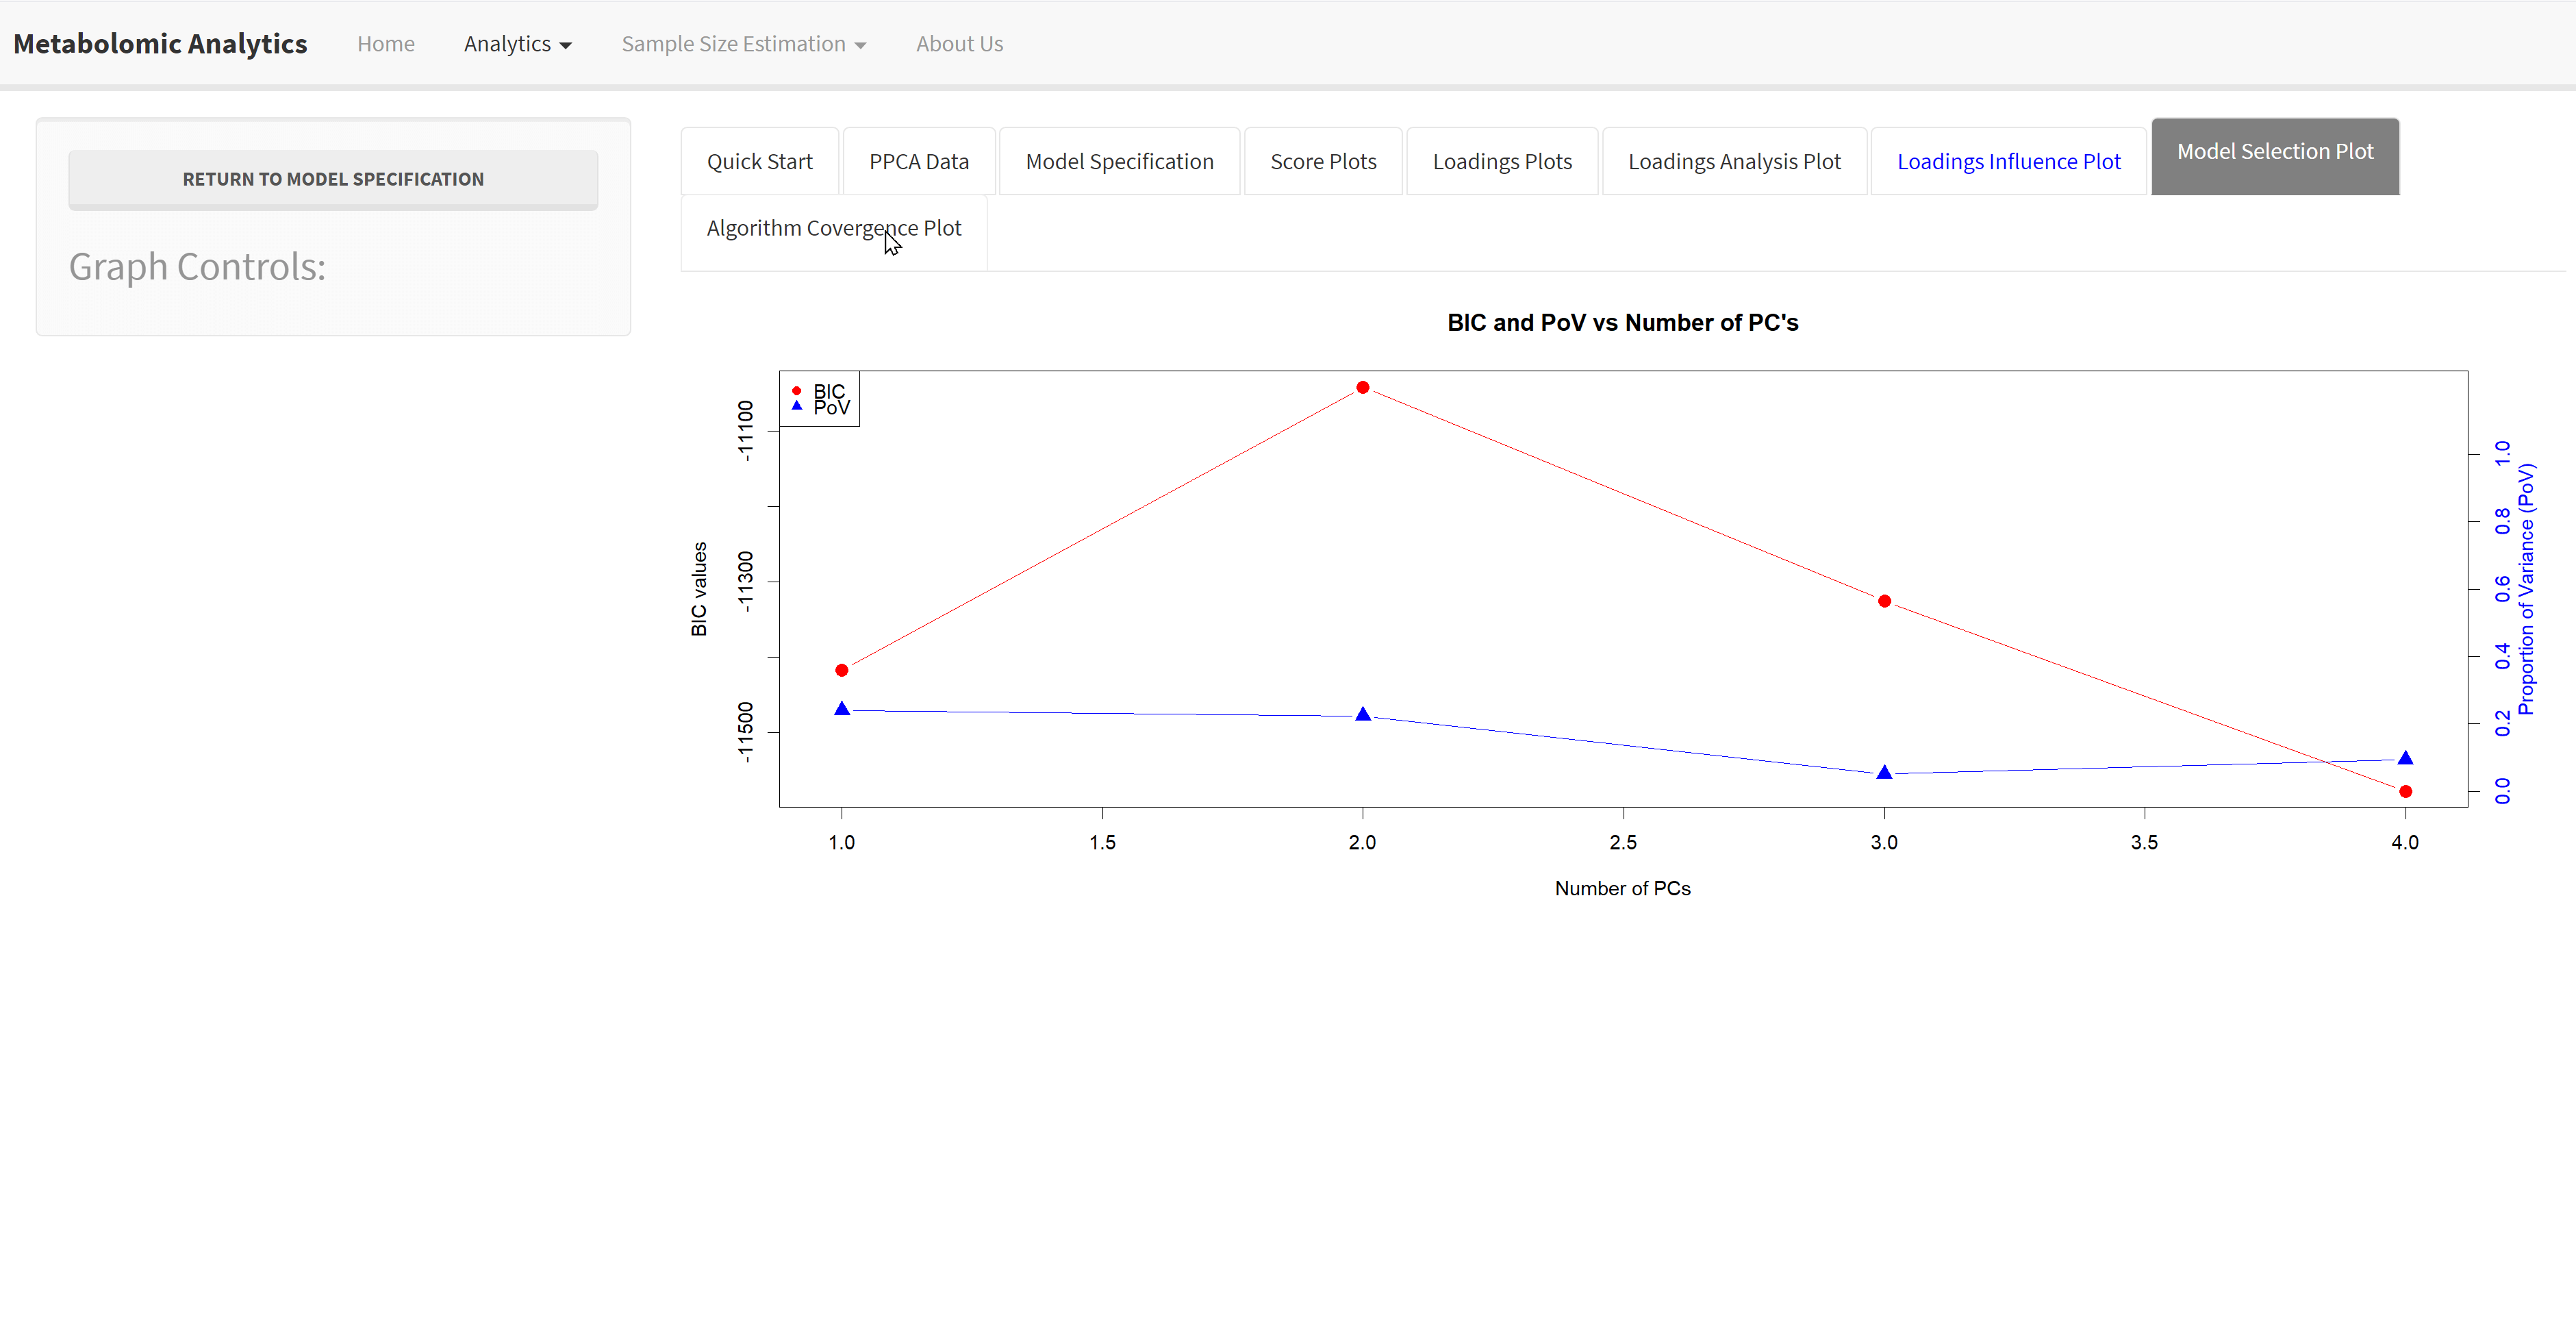 Metabolomic Analytics Home Analytics Sample Size Estimation About Us
RETURN TO MODEL SPECIFICATION
Graph Controls:
Quick Start PPCA Data Model Specification Score Plots Loadings Plots Loadings Analysis Plot Loadings Influence Plot Model Selection Plot
Algorithm Covergence Plot
BIC and PoV vs Number of PC's
BIC
PoV
BIC values
-11100
-11300
-11500
1.0
0.8
0.6
0.4
0.2
0.0
Proportion of Variance (PoV)
1.0 1.5 2.0 2.5 3.0 3.5 4.0
Number of PCs